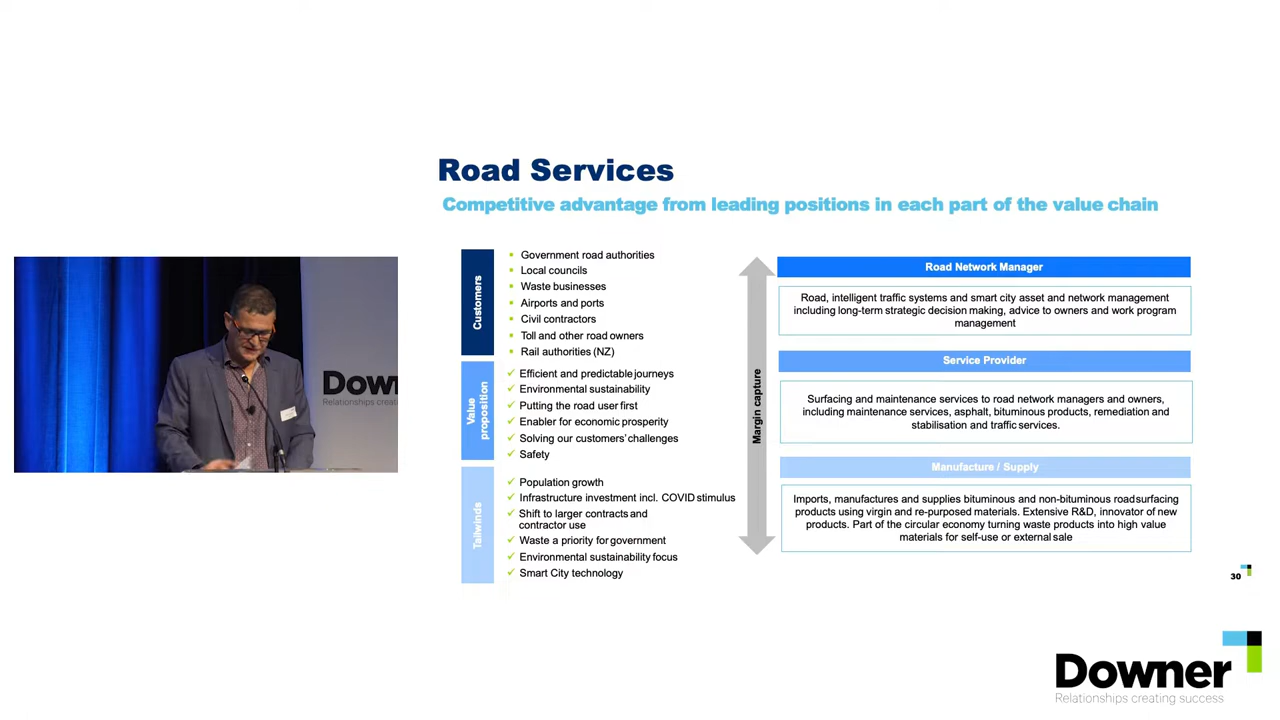 Road Services
Competitive advantage from leading positions in each part of the value chain
Customers
Government road authorities
Local councils
Waste businesses
Airports and ports
Civil contractors
Toll and other road owners
Rail authorities (NZ)
Value
proposition
Efficient and predictable journeys
Environmental sustainability
Putting the road user first
Enabler for economic prosperity
Solving our customers' challenges
Safety
Tailwinds
Population growth
Infrastructure investment incl. COVID stimulus
Shift to larger contracts and
contractor use
Waste a priority for government
Environmental sustainability focus
Smart City technology
Margin capture
Road Network Manager
Road, intelligent traffic systems and smart city asset and network management
including long-term strategic decision making, advice to owners and work program
management
Service Provider
Surfacing and maintenance services to road network managers and owners,
including maintenance services, asphalt, bituminous products, remediation and
stabilisation and traffic services.
Manufacture / Supply
Imports, manufactures and supplies bituminous and non-bituminous roadsurfacing
products using virgin and re-purposed materials. Extensive R&D, innovator of new
products. Part of the circular economy turning waste products into high value
materials for self-use or external sale
30
Down
Relationships creati
Downer
Relationships creating success